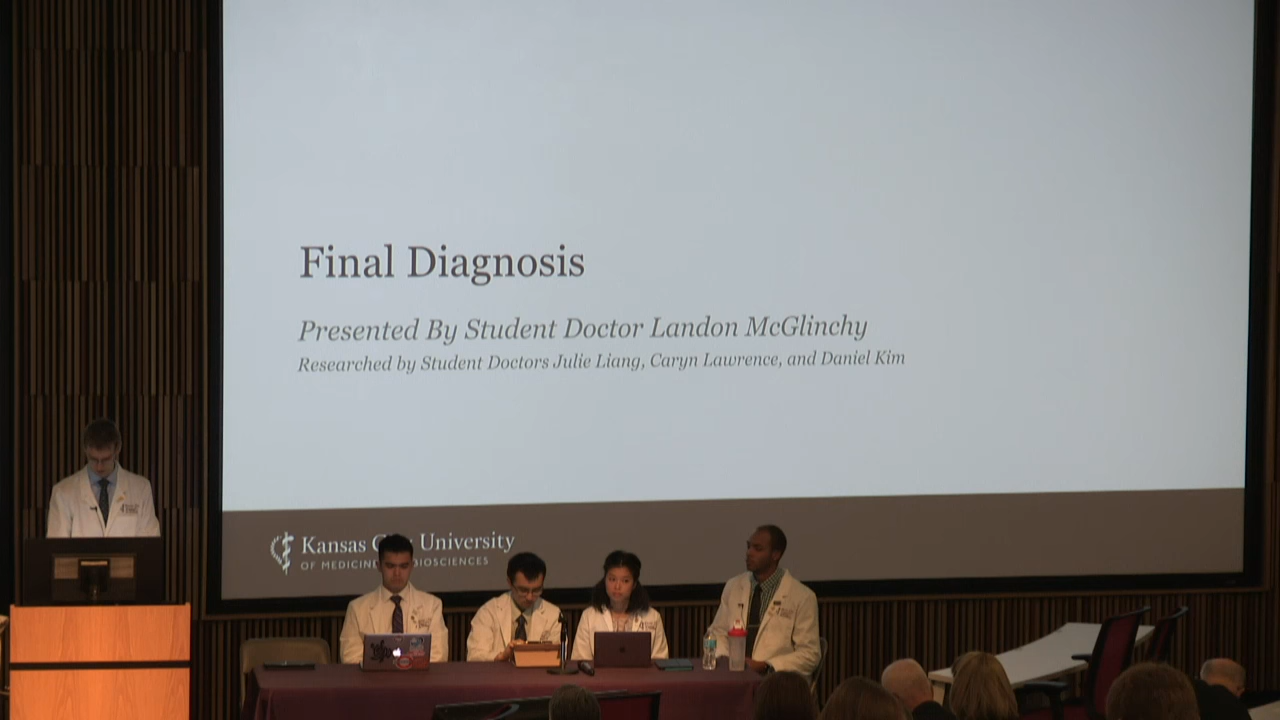 Final Diagnosis
Presented By Student Doctor Landon McGlinchy
Researched by Student Doctors Julie Liang, Caryn Lawrence, and Daniel Kim
Kansas University
OF